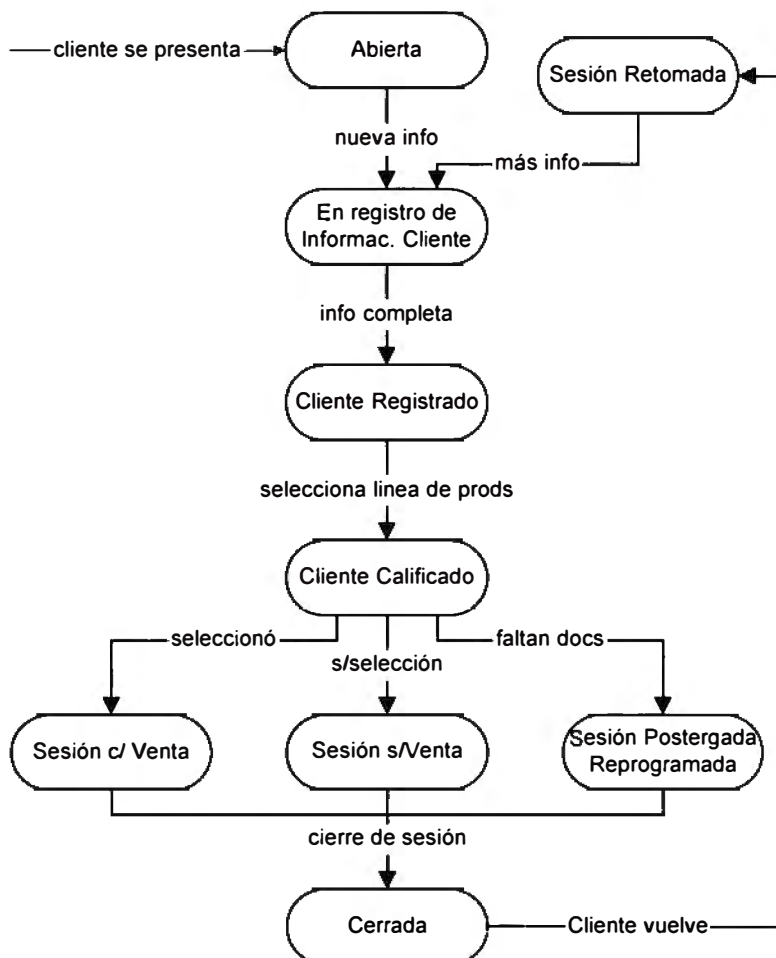 cliente se presenta
Abierta
Sesión Retomada
nueva info
más info
En registro de
Informac. Cliente
info completa
Cliente Registrado
selecciona linea de prods
Cliente Calificado
seleccionó
s/selección
faltan docs
Sesión c/ Venta
Sesión s/Venta
Sesión Postergada
Reprogramada
cierre de sesión
Cerrada
Cliente vuelve